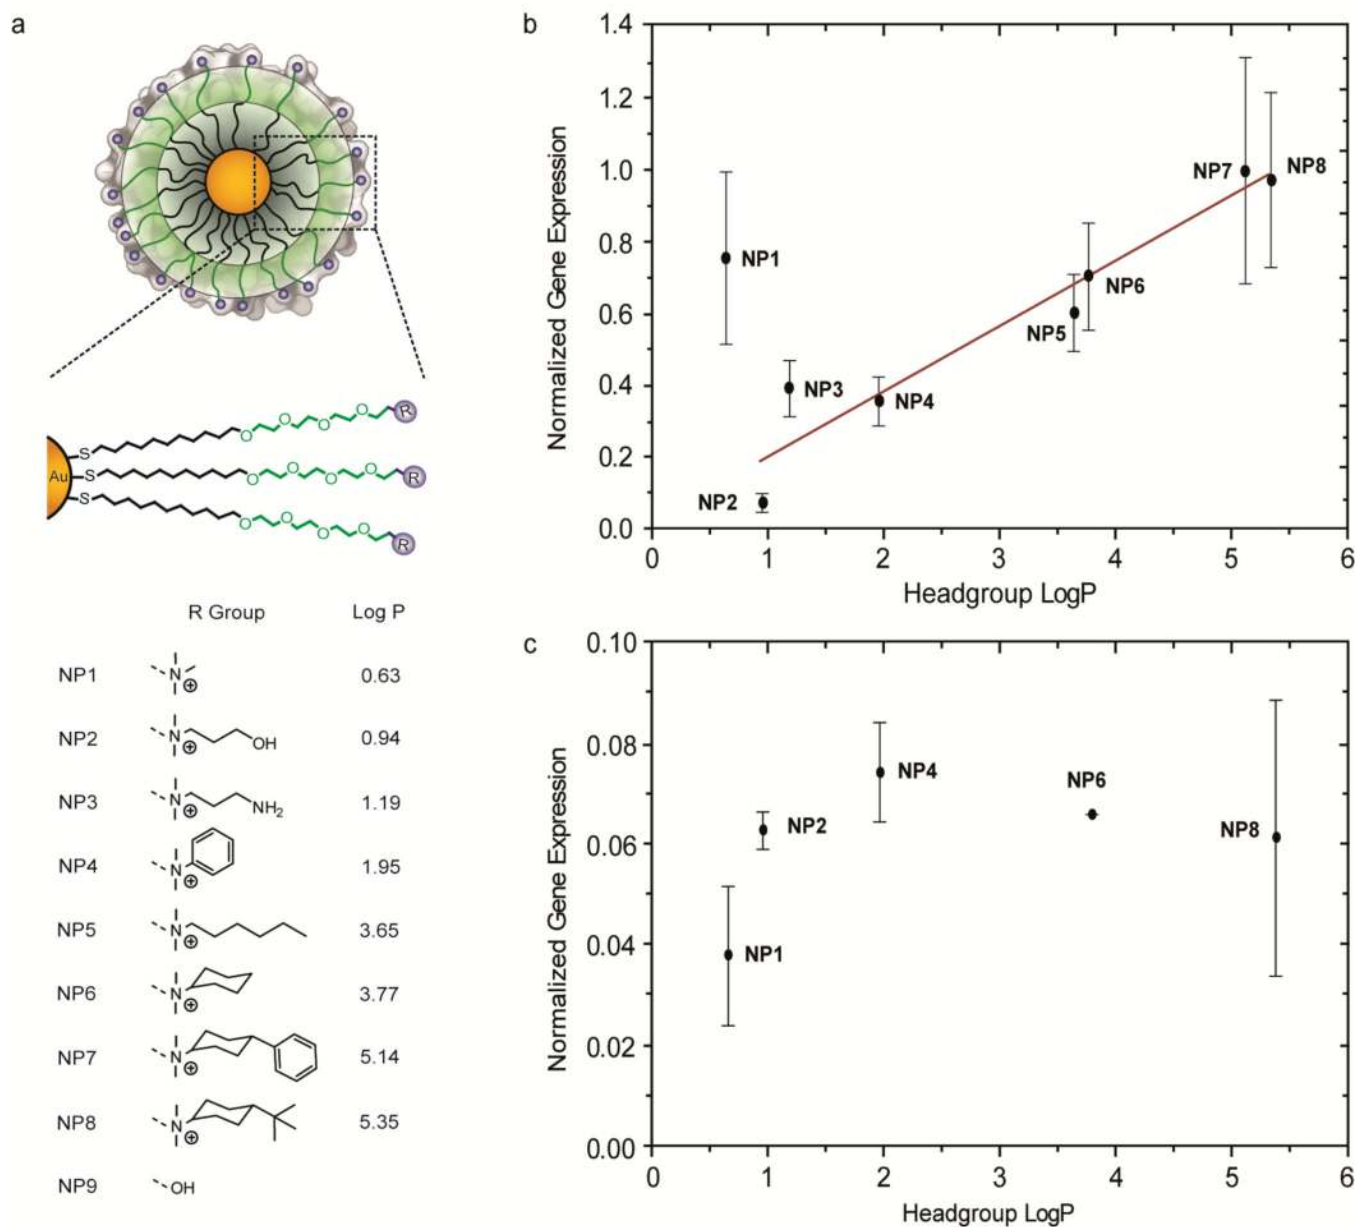 a
Au
S
S
S
O
O
O
O
R
O
O
O
O
R
O
O
O
O
R
R Group Log P
NP1 N ⊕ 0.63
NP2 N ⊕ OH 0.94
NP3 N ⊕ NH2 1.19
NP4 N ⊕ 1.95
NP5 N ⊕ 3.65
NP6 N ⊕ 3.77
NP7 N ⊕ 5.14
NP8 N ⊕ 5.35
NP9 OH
b
Normalized Gene Expression
1.4
1.2
1.0
0.8
0.6
0.4
0.2
0.0
NP1
NP2
NP3
NP4
NP5
NP6
NP7
NP8
0 1 2 3 4 5 6
Headgroup LogP
c
Normalized Gene Expression
0.10
0.08
0.06
0.04
0.02
0.00
NP1
NP2
NP4
NP6
NP8
0 1 2 3 4 5 6
Headgroup LogP